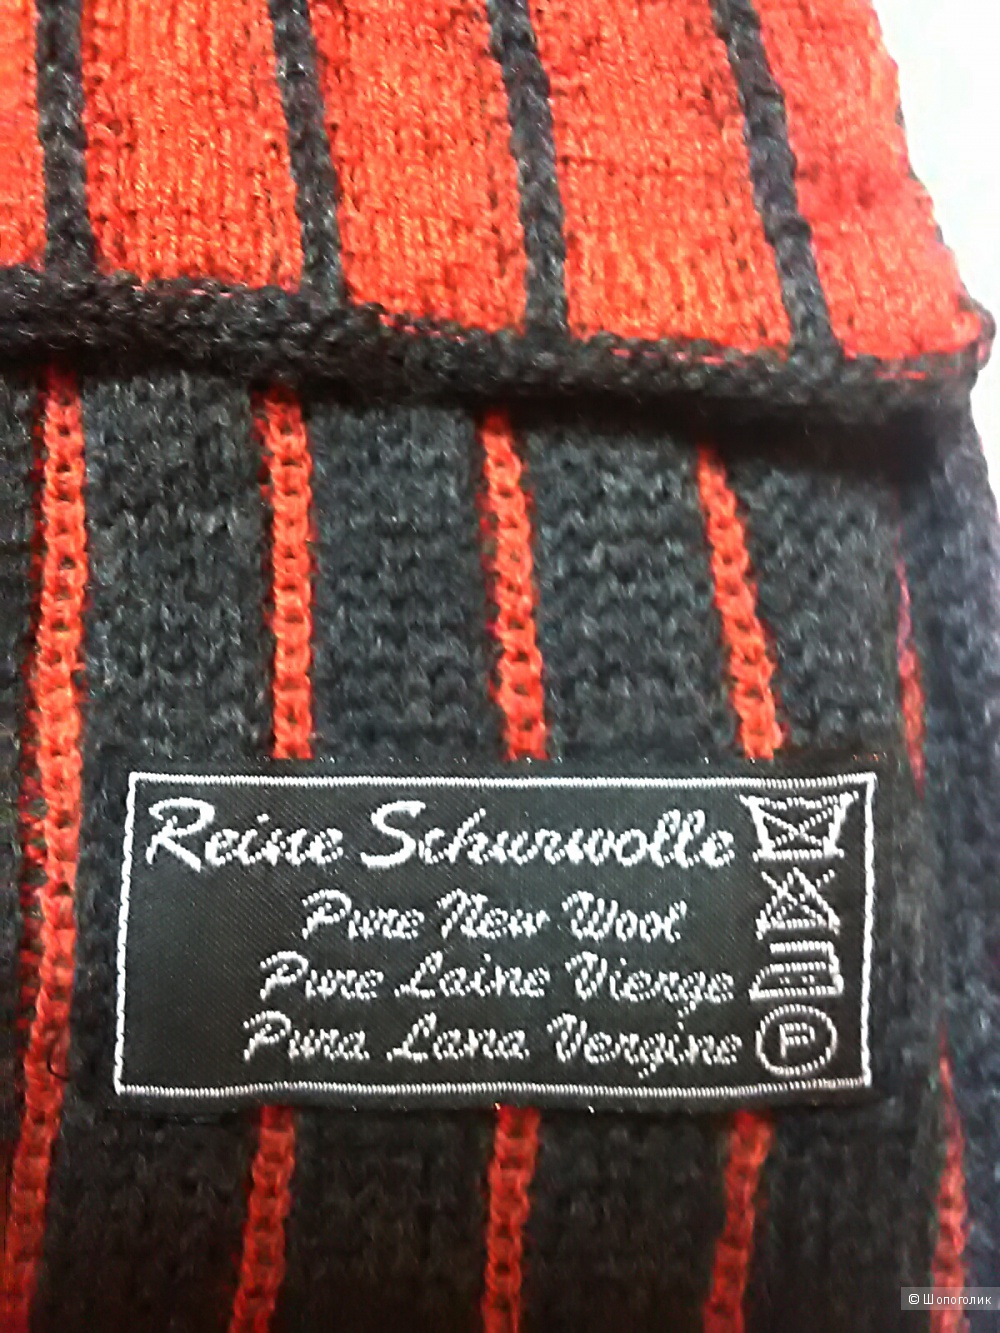 Reine Schurwolle
Pure New Wool
Pure Laine Vierge
Pura Lana Vergine
P
© Шопоголик